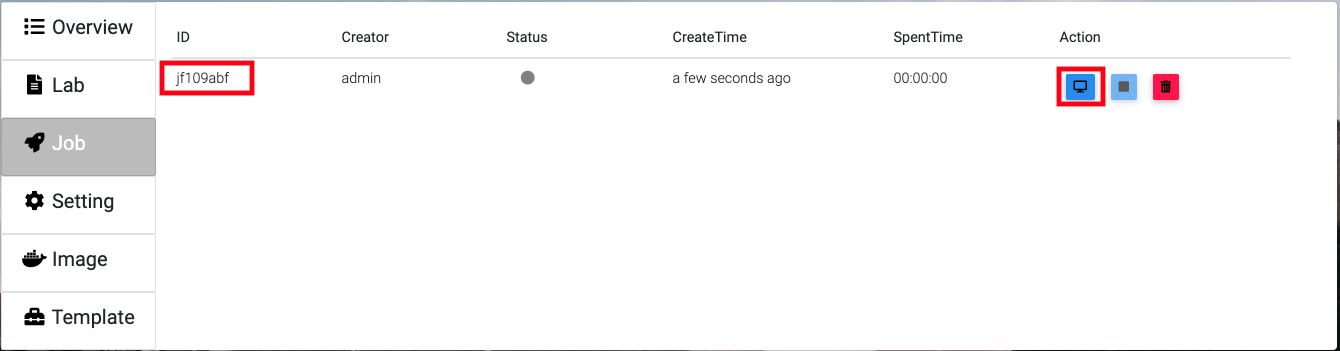 Overview
Lab
Job
Setting
Image
Template
ID Creator Status CreateTime SpentTime Action
jf109abf admin a few seconds ago 00:00:00